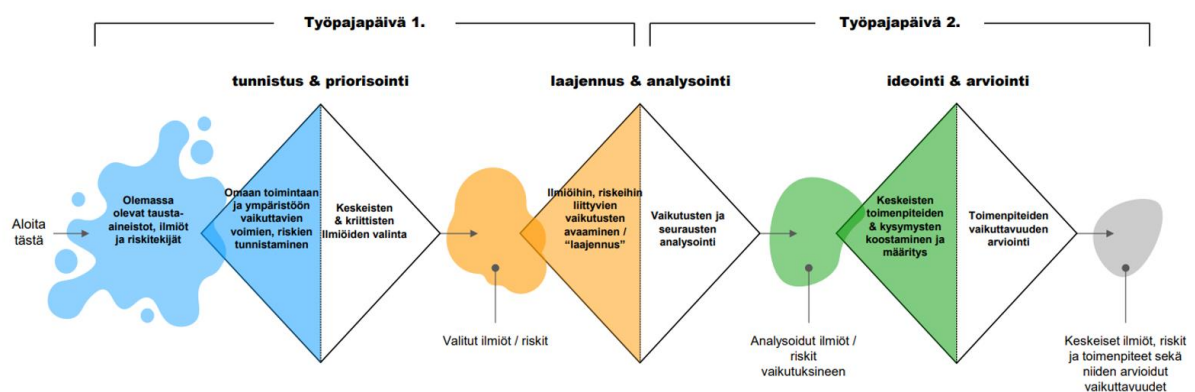 Työpajapäivä 1.
Työpajapäivä 2.
tunnistus & priorisointi
laajennus & analysointi
ideointi & arviointi
Aloita
tästä
Olemassa
olevat tausta-
aineistot, ilmiöt
ja riskitekijät
Omaan toimintaan
ja ympäristöön
vaikuttavien
voimien, riskien
tunnistaminen
Keskeisten
& kriittisten
Ilmiöiden valinta
Valitut ilmiöt / riskit
Ilmiöihin, riskeihin
liittyvien
vaikutusten
avaaminen /
“laajennus”
Vaikutusten ja
seurausten
analysointi
Analysoidut ilmiöt /
riskit
vaikutuksineen
Keskeisten
toimenpiteiden
& kysymysten
koostaminen ja
määritys
Toimenpiteiden
vaikuttavuuden
arviointi
Keskeiset ilmiöt, riskit
ja toimenpiteet sekä
niiden arvioidut
vaikuttavuudet